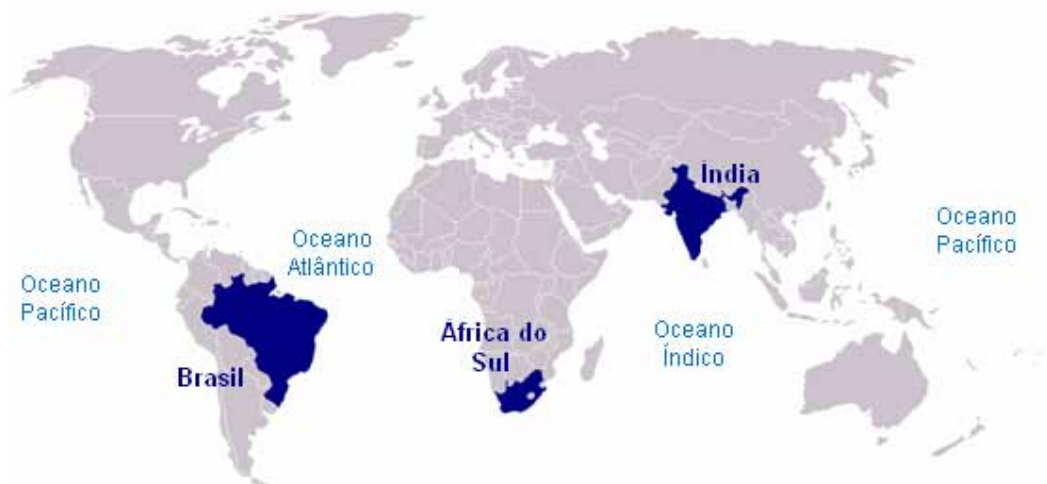 Índia
Oceano
Pacífico
Oceano
Atlântico
Oceano
Pacífico
África do
Sul
Oceano
Índico
Brasil